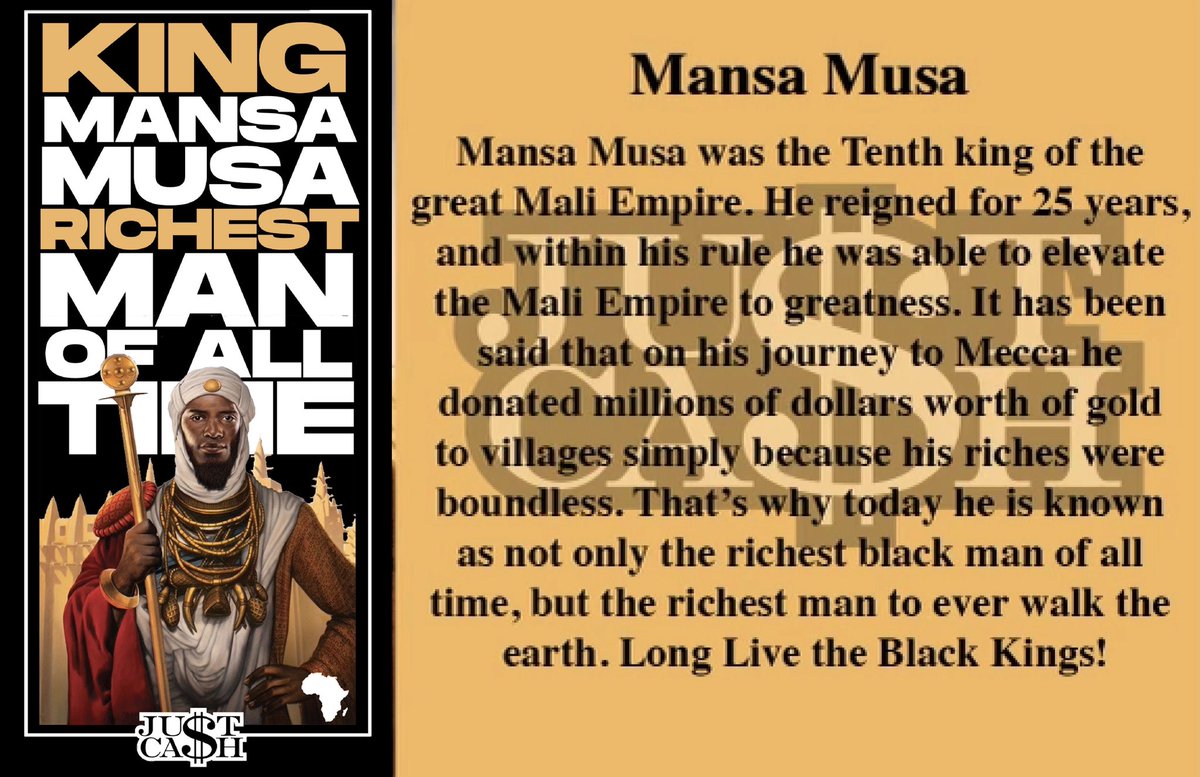 KING
MANSA
MUSA
RICHEST
MAN
OF ALL
TIME
JU$T
CA$H
Mansa Musa
Mansa Musa was the Tenth king of the
great Mali Empire. He reigned for 25 years,
and within his rule he was able to elevate
the Mali Empire to greatness. It has been
said that on his journey to Mecca he
donated millions of dollars worth of gold
to villages simply because his riches were
boundless. That’s why today he is known
as not only the richest black man of all
time, but the richest man to ever walk the
earth. Long Live the Black Kings!
JU$T
CA$H